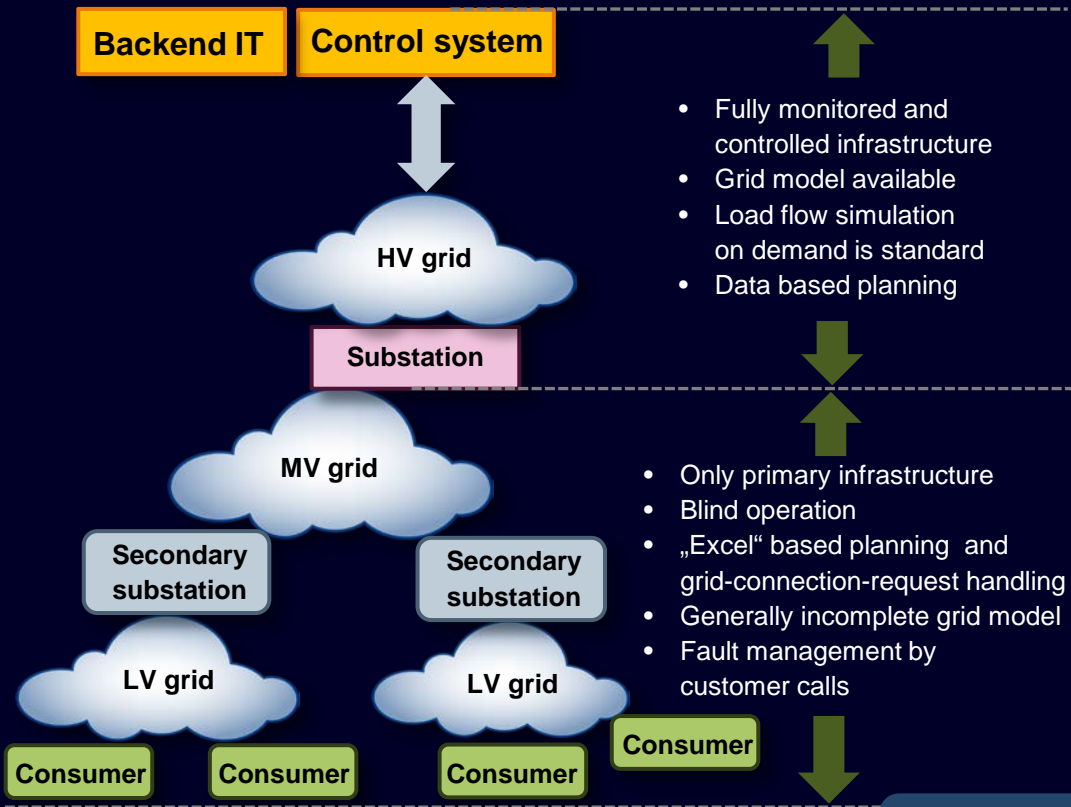 Backend IT
Control system
HV grid
Substation
MV grid
Secondary
substation
Secondary
substation
LV grid
LV grid
Consumer
Consumer
Consumer
Consumer
• Fully monitored and
controlled infrastructure
• Grid model available
• Load flow simulation
on demand is standard
• Data based planning
• Only primary infrastructure
• Blind operation
• „Excel“ based planning and
grid-connection-request handling
• Generally incomplete grid model
• Fault management by
customer calls